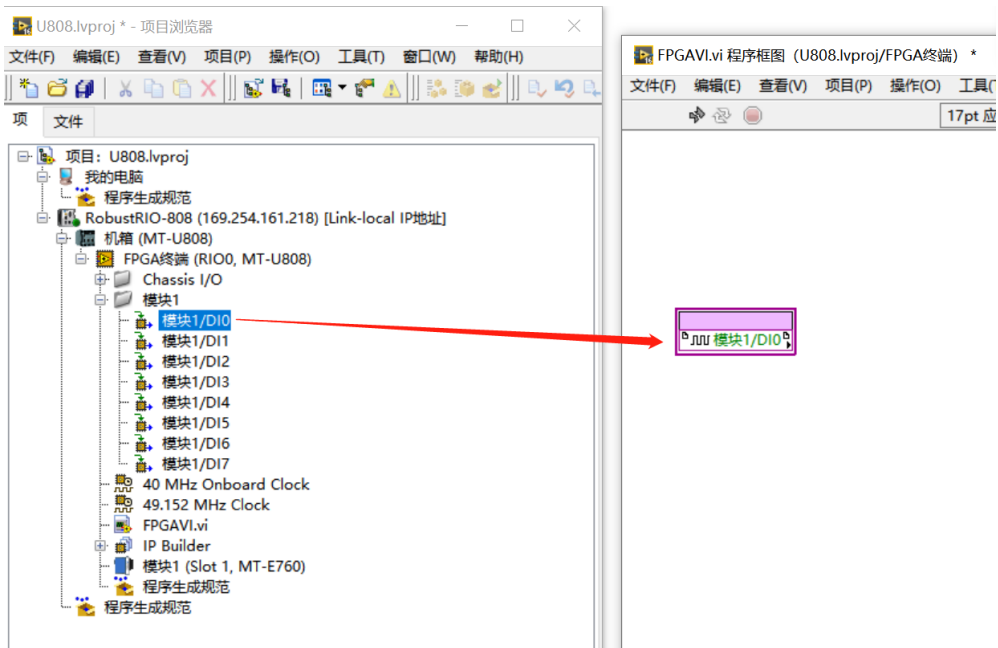 U808.lvproj * - 项目浏览器
文件(F) 编辑(E) 查看(V) 项目(P) 操作(O) 工具(T) 窗口(W) 帮助(H)
项 文件
项目：U808.lvproj
我的电脑
程序生成规范
RobustRIO-808 (169.254.161.218) [Link-local IP地址]
机箱 (MT-U808)
FPGA终端 (RIO0, MT-U808)
Chassis I/O
模块1
模块1/DI0
模块1/DI1
模块1/DI2
模块1/DI3
模块1/DI4
模块1/DI5
模块1/DI6
模块1/DI7
40 MHz Onboard Clock
49.152 MHz Clock
FPGAVI.vi
IP Builder
模块1 (Slot 1, MT-E760)
程序生成规范
程序生成规范
FPGAVI.vi 程序框图（U808.lvproj/FPGA终端） *
文件(F) 编辑(E) 查看(V) 项目(P) 操作(O) 工具(
17pt 应
模块1/DI0